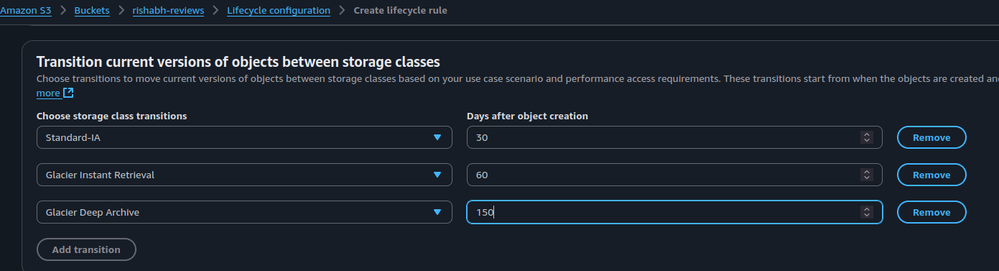 Amazon S3 > Buckets > rishabh-reviews > Lifecycle configuration > Create lifecycle rule
Transition current versions of objects between storage classes
Choose transitions to move current versions of objects between storage classes based on your use case scenario and performance access requirements. These transitions start from when the objects are created
more
Choose storage class transitions Days after object creation
Standard-IA 30 Remove
Glacier Instant Retrieval 60 Remove
Glacier Deep Archive 150 Remove
Add transition